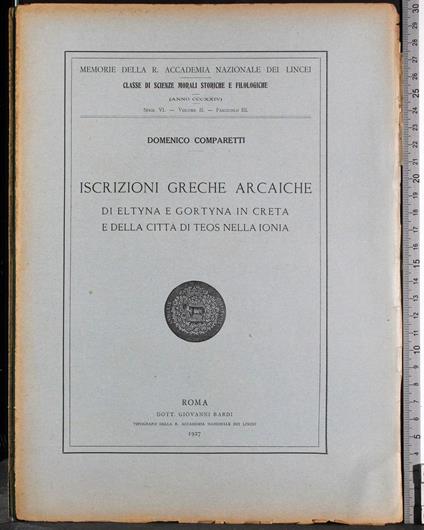 MEMORIE DELLA R. ACCADEMIA NAZIONALE DEI LINCEI
CLASSE DI SCIENZE MORALI STORICHE E FILOLOGICHE
(ANNO CCCXXIV)
SERIE VI. — VOLUME II. — FASCICOLO III.
DOMENICO COMPARETTI
ISCRIZIONI GRECHE ARCAICHE
DI ELTYNA E GORTYNA IN CRETA
E DELLA CITTÀ DI TEOS NELLA IONIA
ROMA
DOTT. GIOVANNI BARDI
TIPOGRAFO DELLA R. ACCADEMIA NAZIONALE DEI LINCEI
1927